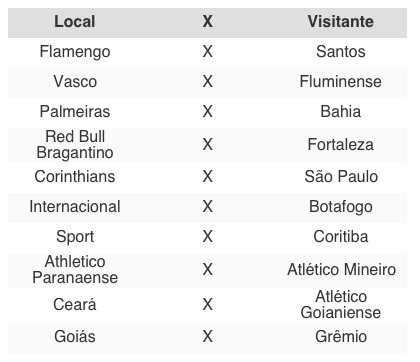 Local X Visitante
Flamengo X Santos
Vasco X Fluminense
Palmeiras X Bahia
Red Bull
Bragantino X Fortaleza
Corinthians X São Paulo
Internacional X Botafogo
Sport X Coritiba
Athletico
Paranaense X Atlético Mineiro
Ceará X Atlético
Goianiense
Goiás X Grêmio